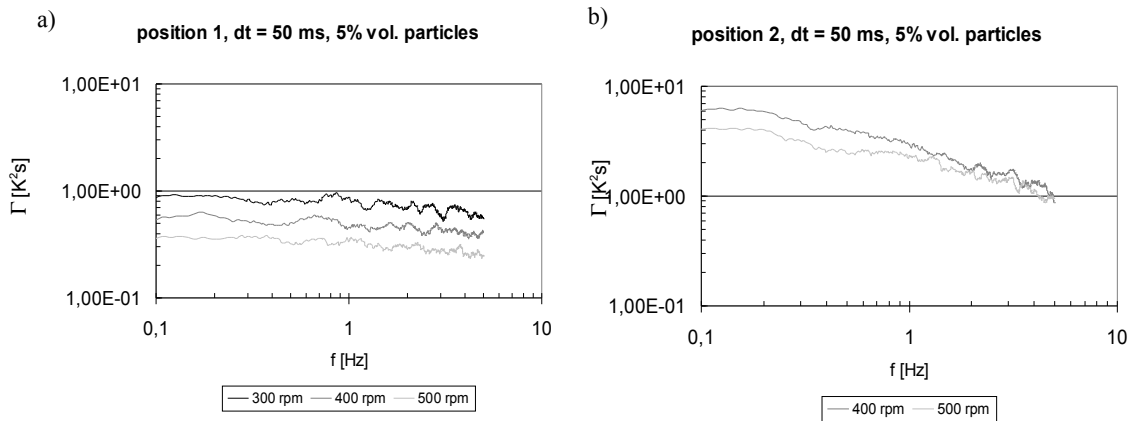 a)
position 1, dt = 50 ms, 5% vol. particles
1,00E+01
1,00E+00
1,00E-01
Γ [K²s]
0,1
1
10
f [Hz]
300 rpm
400 rpm
500 rpm
b)
position 2, dt = 50 ms, 5% vol. particles
1,00E+01
1,00E+00
1,00E-01
Γ [K²s]
0,1
1
10
f [Hz]
400 rpm
500 rpm